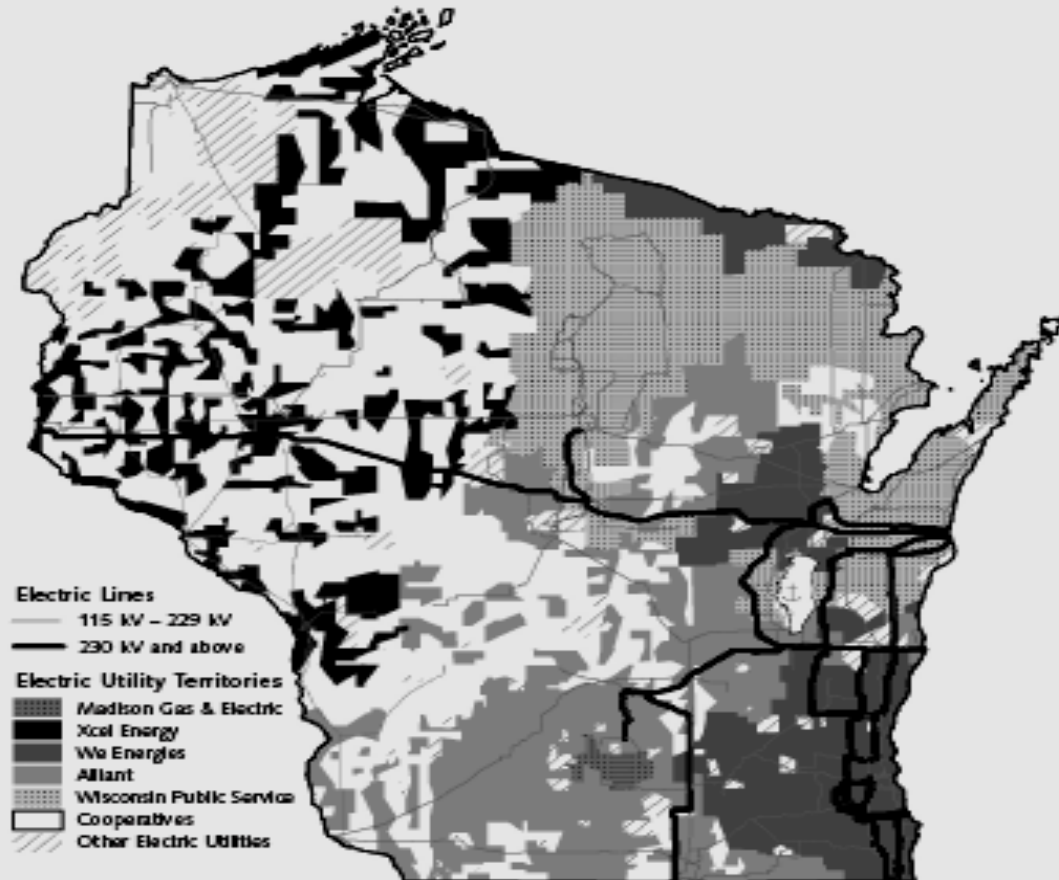 Electric Lines
115 kV – 229 kV
230 kV and above
Electric Utility Territories
Madison Gas & Electric
Xcel Energy
We Energies
Alliant
Wisconsin Public Service
Cooperatives
Other Electric Utilities